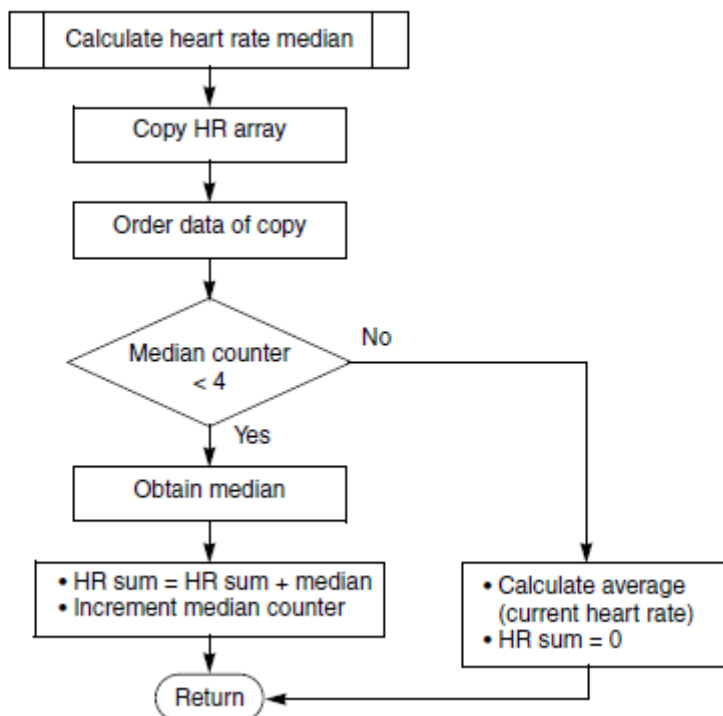 Calculate heart rate median
Copy HR array
Order data of copy
Median counter
< 4
No
Yes
Obtain median
• HR sum = HR sum + median
• Increment median counter
• Calculate average
(current heart rate)
• HR sum = 0
Return